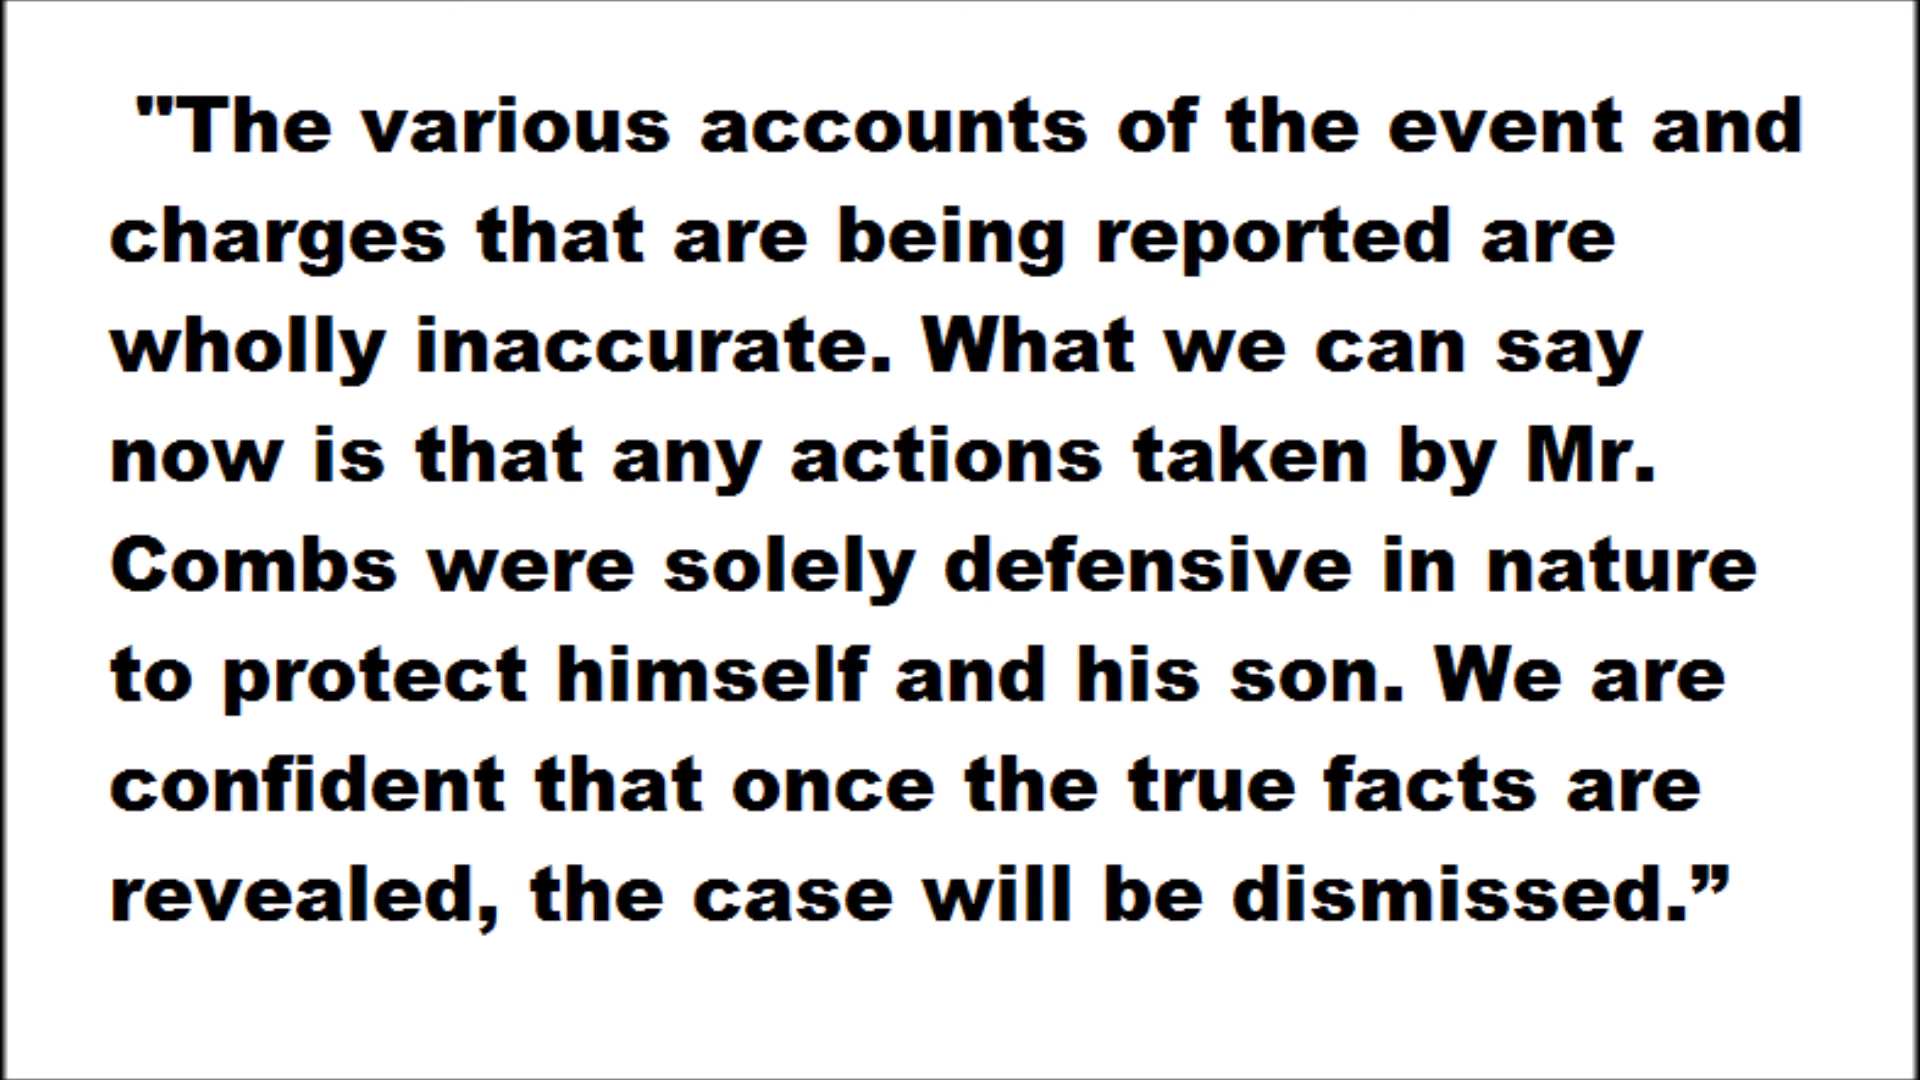 "The various accounts of the event and
charges that are being reported are
wholly inaccurate. What we can say
now is that any actions taken by Mr.
Combs were solely defensive in nature
to protect himself and his son. We are
confident that once the true facts are
revealed, the case will be dismissed.”